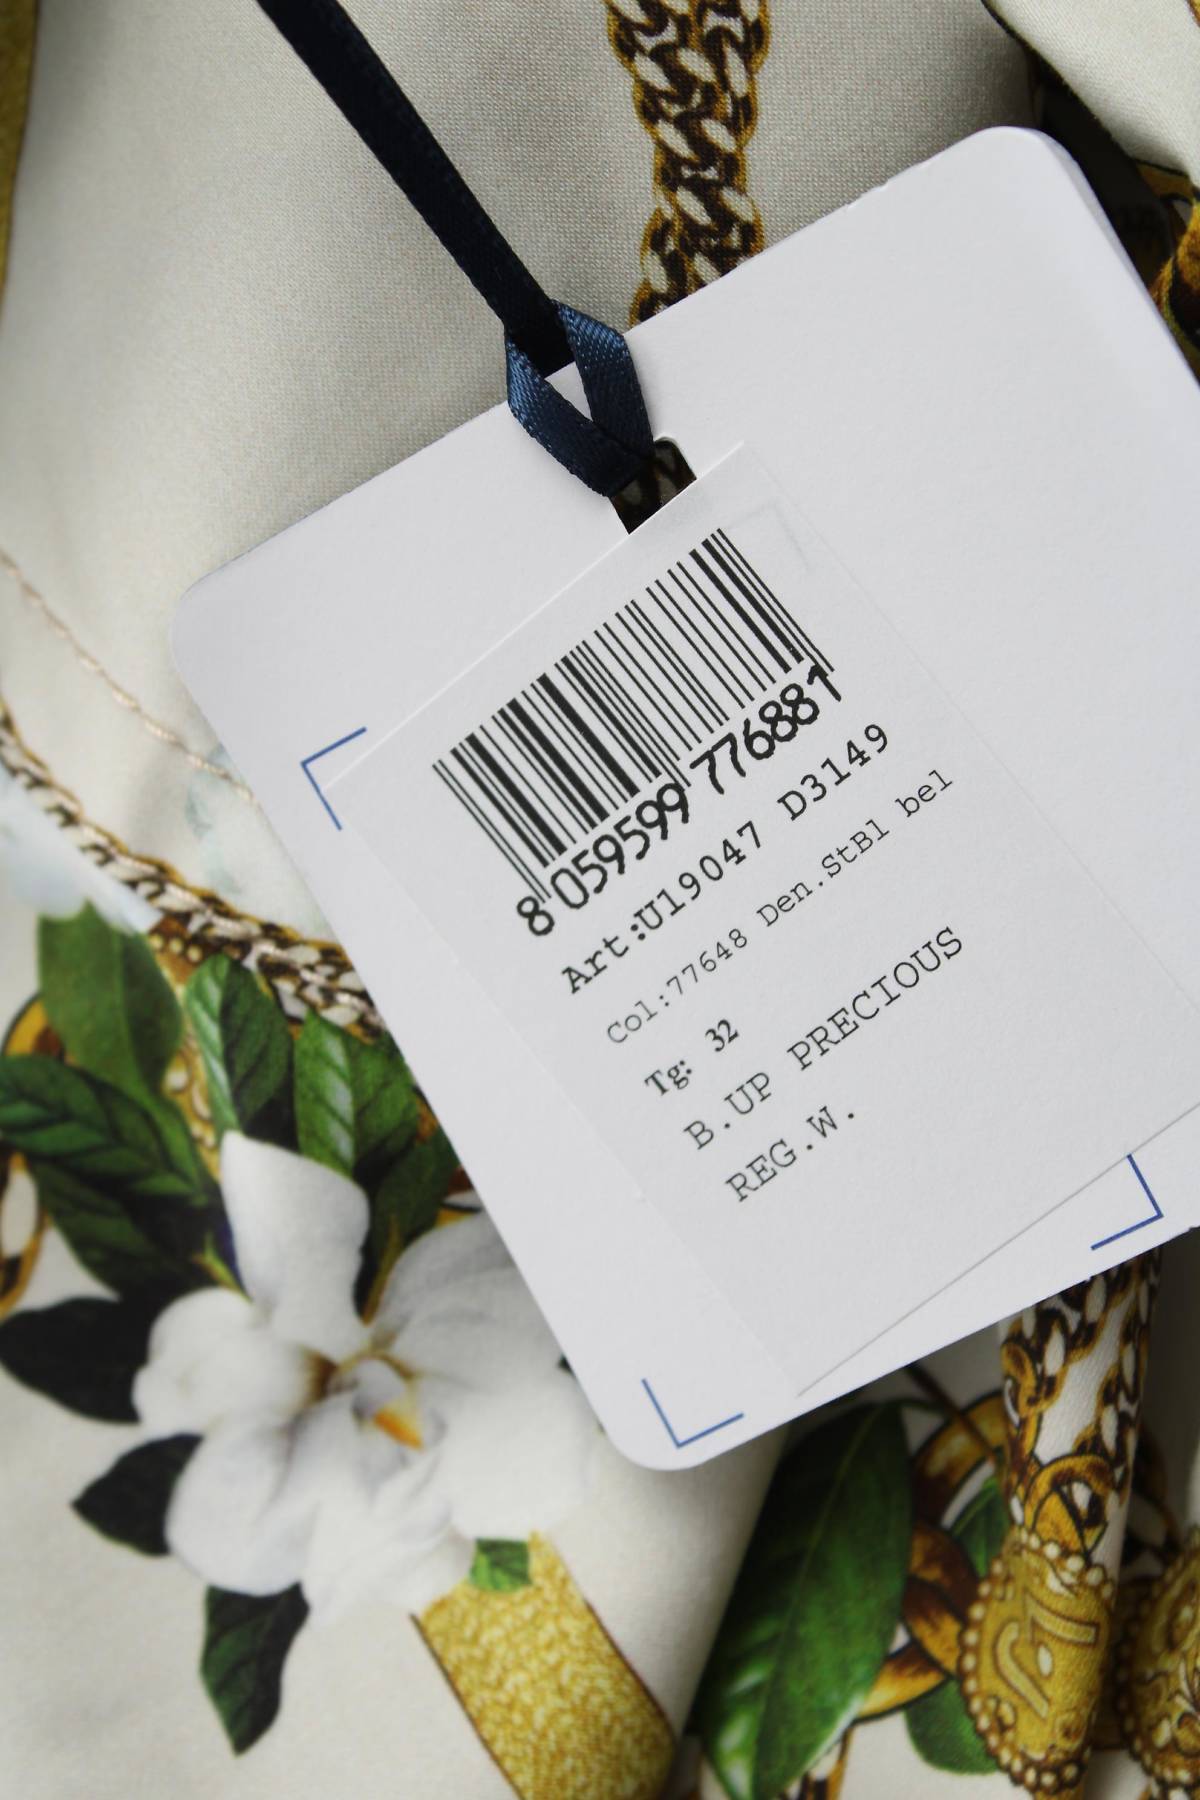 8 059599 776881
Art:U19047 D3149
Col:77648 Den.StBl bel
Tg: 32
B.UP PRECIOUS
REG.W.